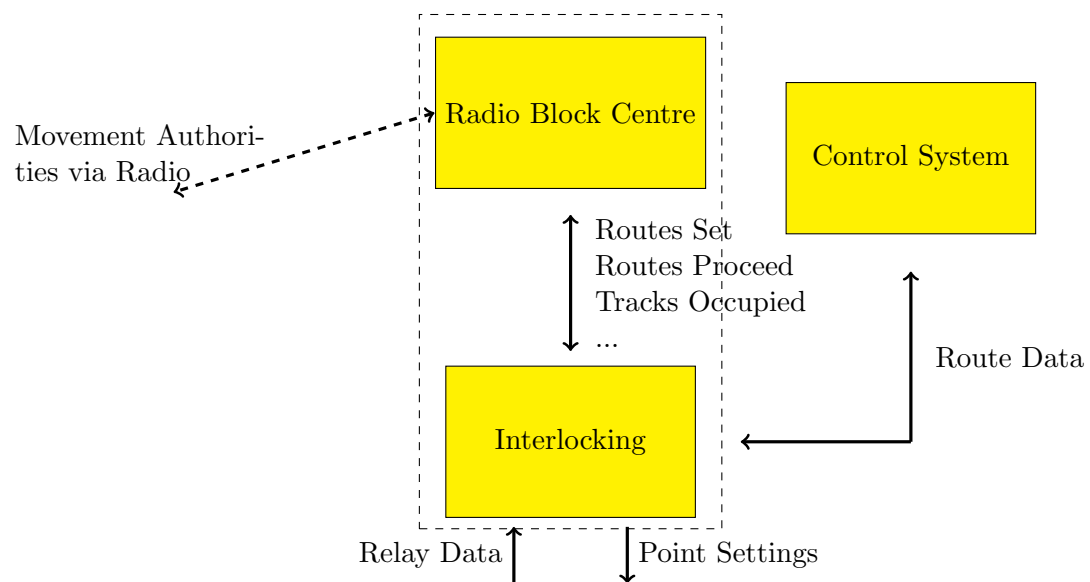 Radio Block Centre
Movement Authori-
ties via Radio
Control System
Routes Set
Routes Proceed
Tracks Occupied
...
Route Data
Interlocking
Relay Data
Point Settings